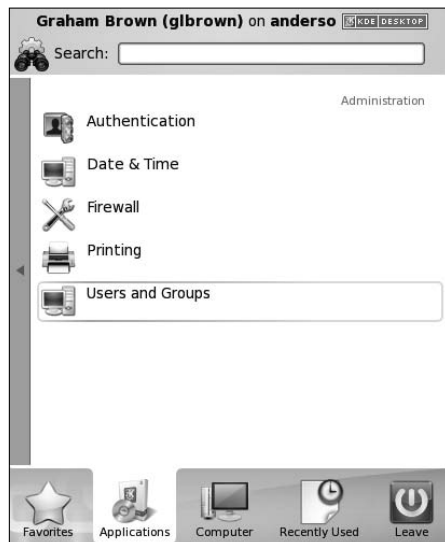 Graham Brown (glbrown) on anderso KDE DESKTOP
Search:
Administration
Authentication
Date & Time
Firewall
Printing
Users and Groups
Favorites Applications Computer Recently Used Leave